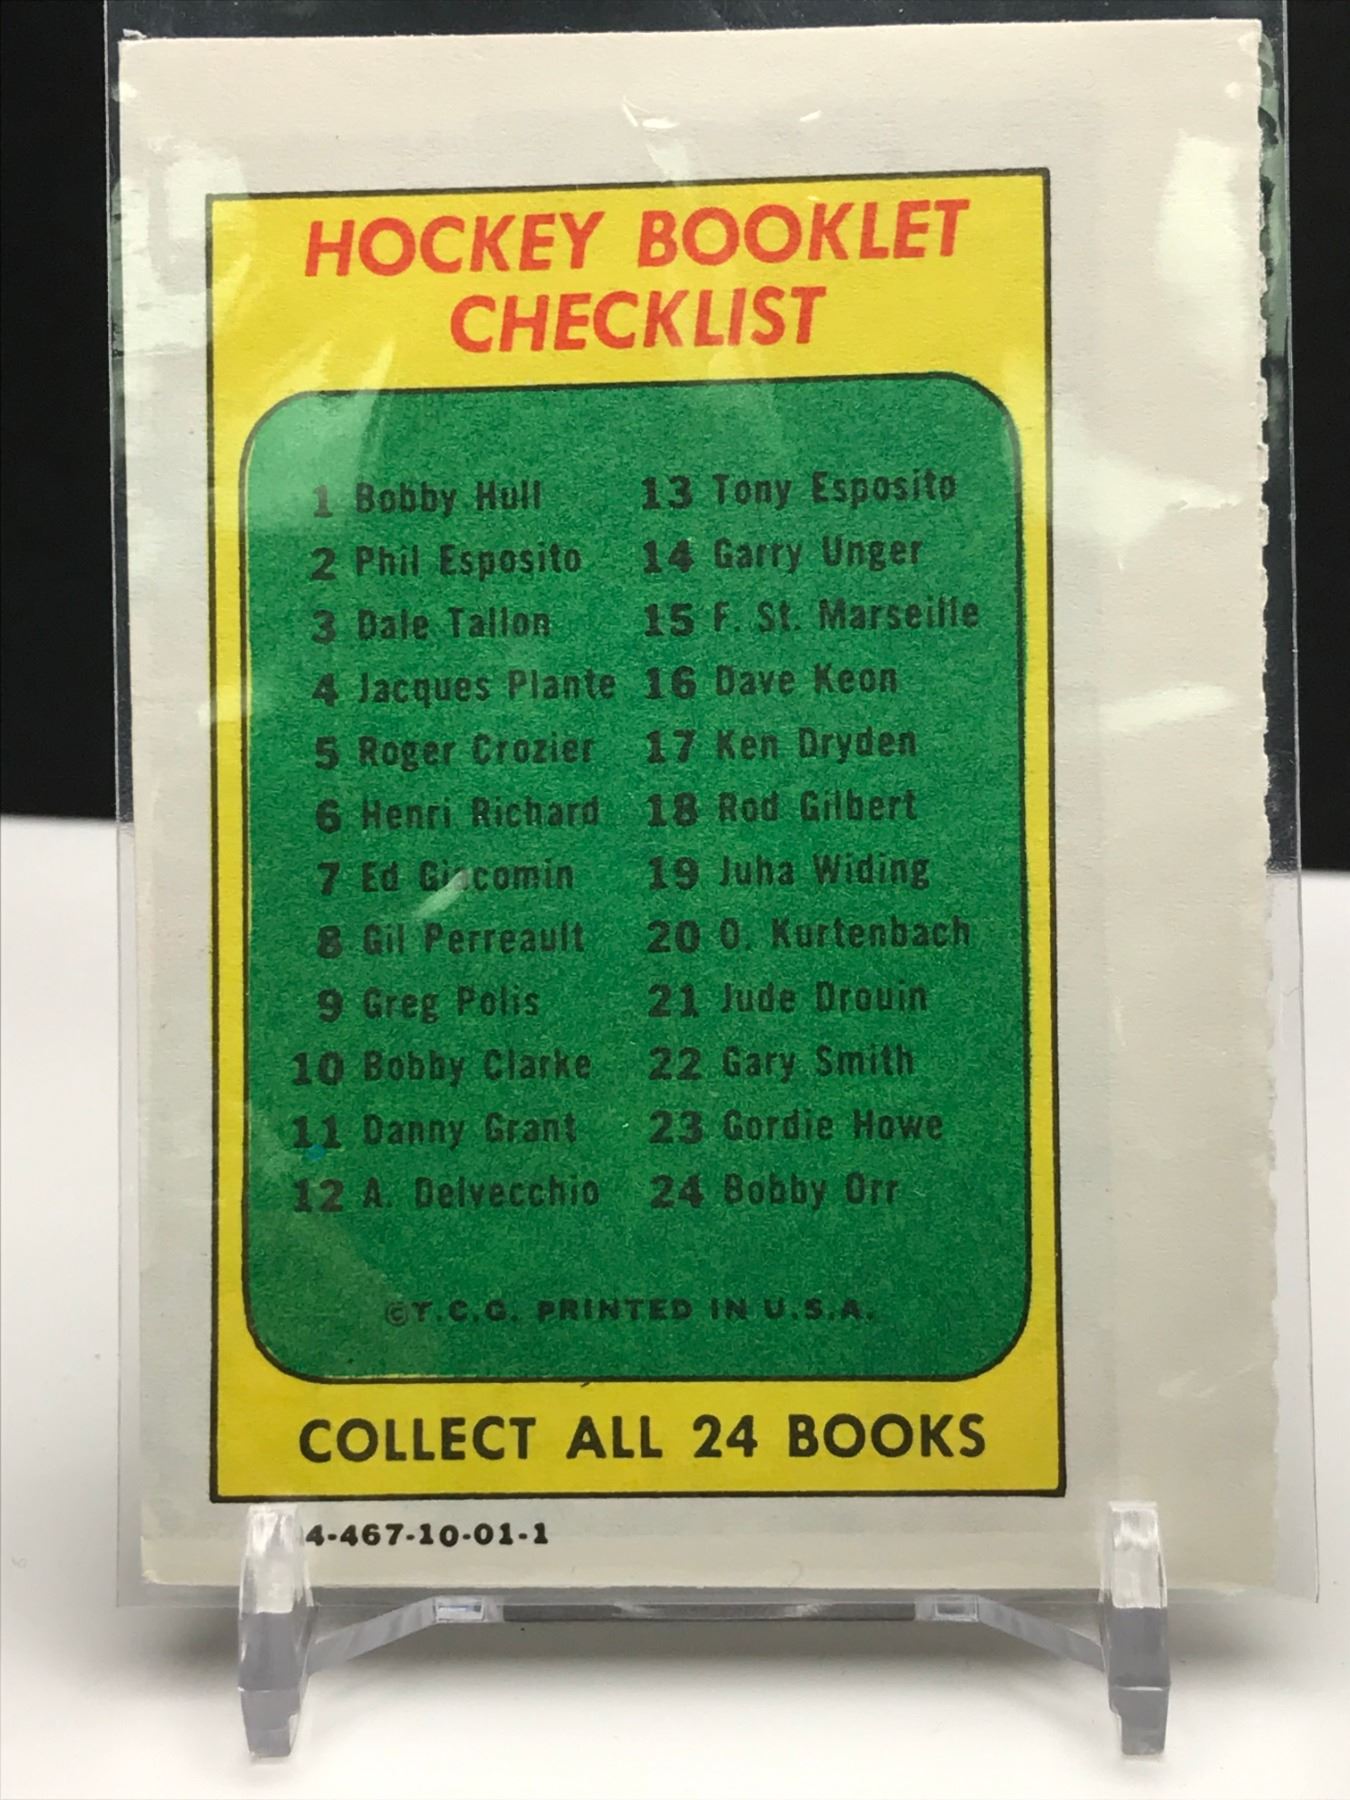 HOCKEY BOOKLET
CHECKLIST
1 Bobby Hull
2 Phil Esposito
3 Dale Tallon
4 Jacques Plante
5 Roger Crozier
6 Henri Richard
7 Ed Giacomin
8 Gil Perreault
9 Greg Polis
10 Bobby Clarke
11 Danny Grant
12 A. Delvecchio
13 Tony Esposito
14 Garry Unger
15 F. St. Marseille
16 Dave Keon
17 Ken Dryden
18 Rod Gilbert
19 Juha Widing
20 O. Kurtenbach
21 Jude Drouin
22 Gary Smith
23 Gordie Howe
24 Bobby Orr
©T.C.G. PRINTED IN U.S.A.
COLLECT ALL 24 BOOKS
4-467-10-01-1